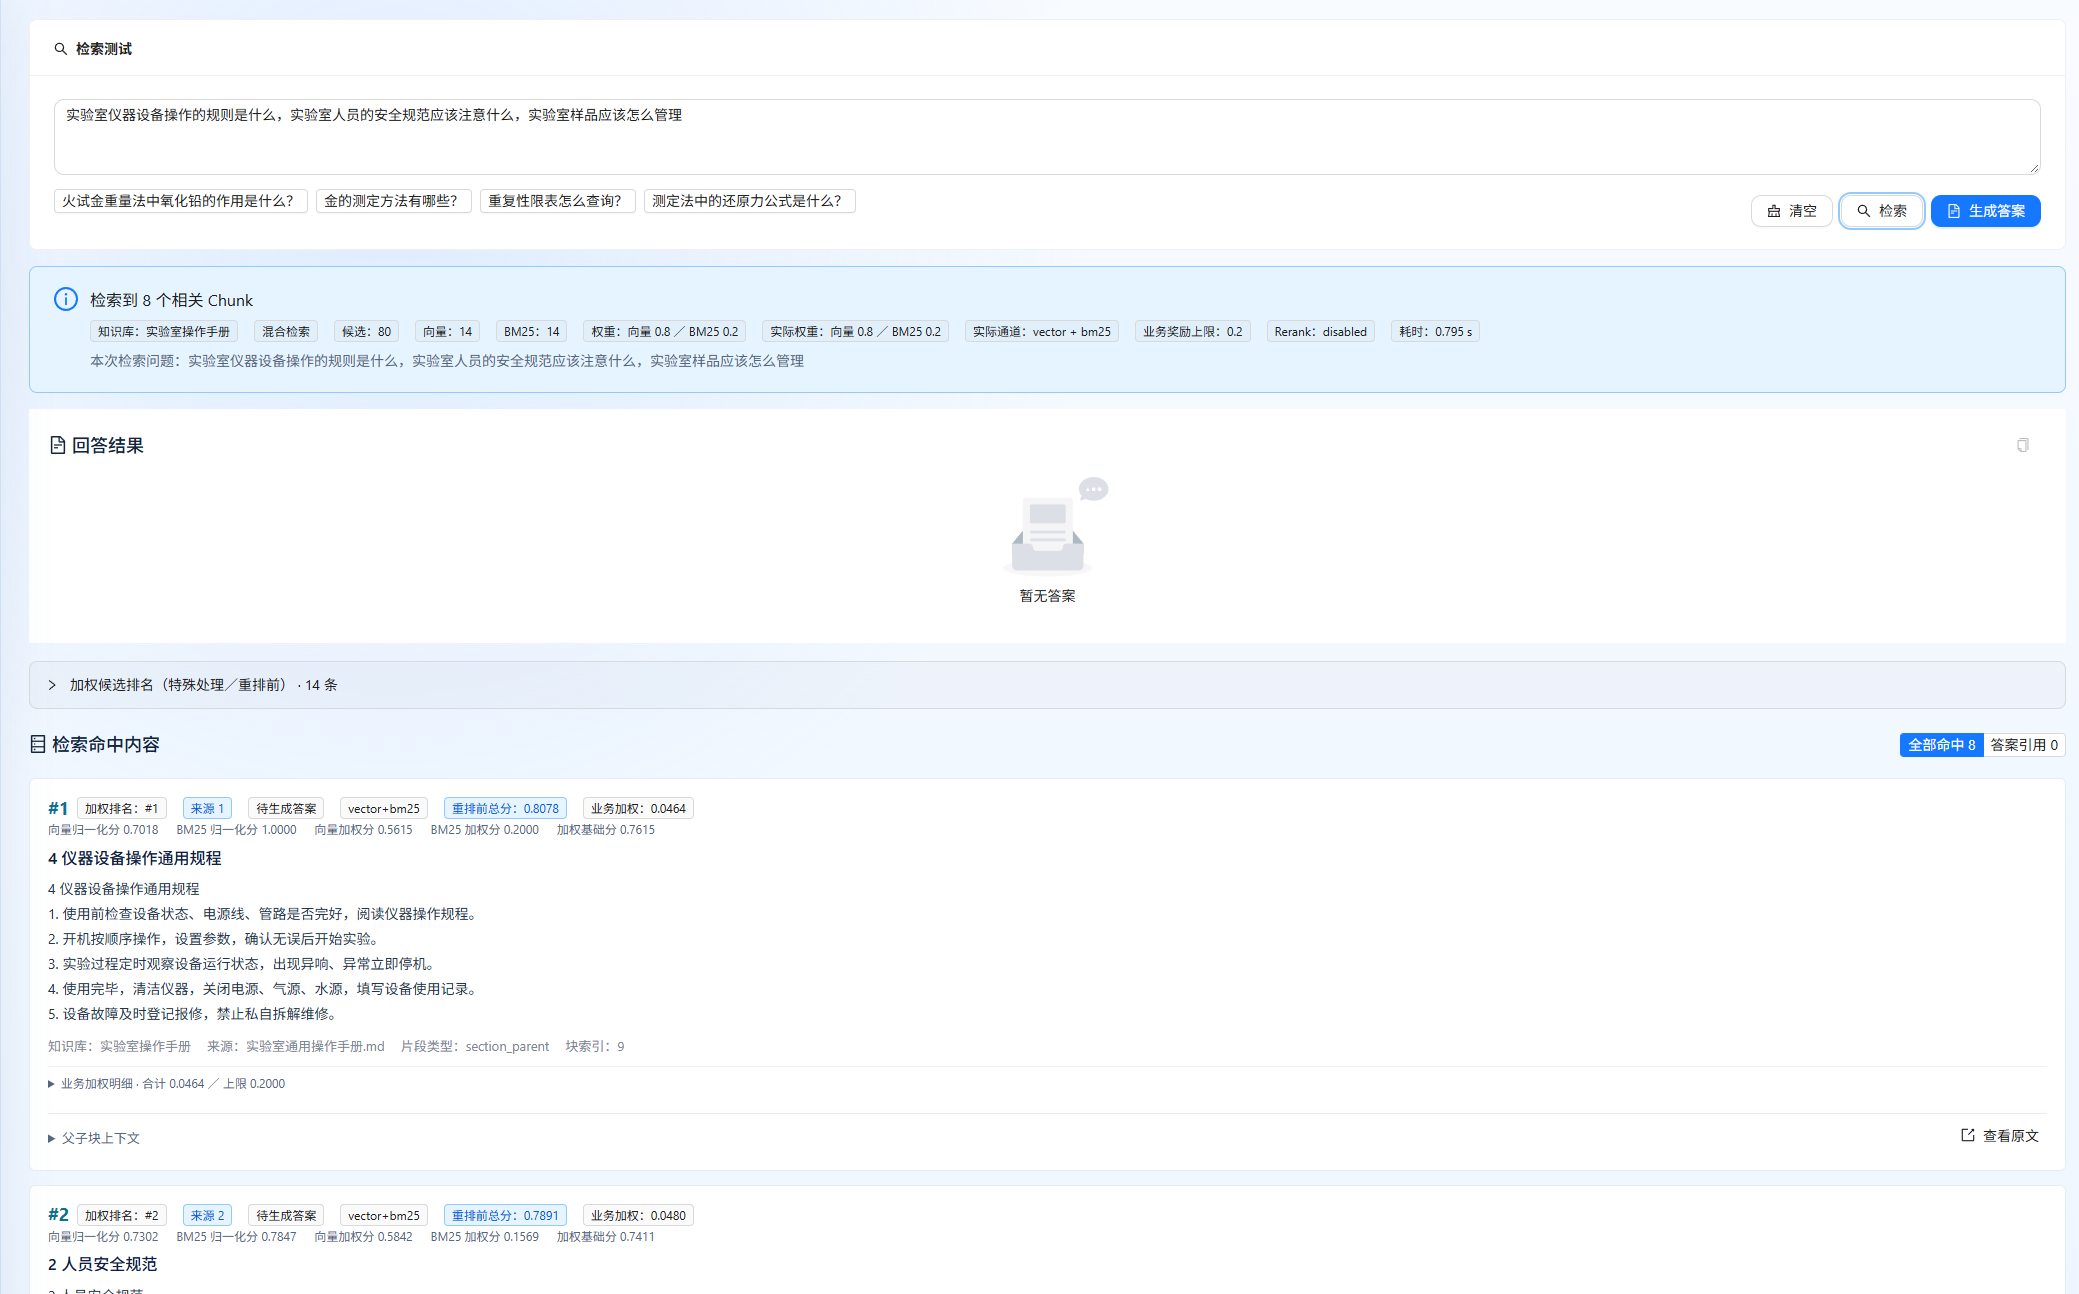 检索测试
实验室仪器设备操作的规则是什么，实验室人员的安全规范应该注意什么，实验室样品应该怎么管理
火试金重量法中氧化铅的作用是什么？ 金的测定方法有哪些？ 重复性限表怎么查询？ 测定法中的还原力公式是什么？
清空 检索 生成答案
检索到 8 个相关 Chunk
知识库：实验室操作手册 混合检索 候选：80 向量：14 BM25：14 权重：向量 0.8 ／ BM25 0.2 实际权重：向量 0.8 ／ BM25 0.2 实际通道：vector + bm25 业务奖励上限：0.2 Rerank：disabled 耗时：0.795 s
本次检索问题：实验室仪器设备操作的规则是什么，实验室人员的安全规范应该注意什么，实验室样品应该怎么管理
回答结果
暂无答案
加权候选排名（特殊处理／重排前） · 14 条
检索命中内容
全部命中 8 答案引用 0
#1 加权排名：#1 来源 1 待生成答案 vector+bm25 重排前总分：0.8078 业务加权：0.0464
向量归一化分 0.7018 BM25 归一化分 1.0000 向量加权分 0.5615 BM25 加权分 0.2000 加权基础分 0.7615
4 仪器设备操作通用规程
4 仪器设备操作通用规程
1. 使用前检查设备状态、电源线、管路是否完好，阅读仪器操作规程。
2. 开机按顺序操作，设置参数，确认无误后开始实验。
3. 实验过程定时观察设备运行状态，出现异响、异常立即停机。
4. 使用完毕，清洁仪器，关闭电源、气源、水源，填写设备使用记录。
5. 设备故障及时登记报修，禁止私自拆解维修。
知识库：实验室操作手册 来源：实验室通用操作手册.md 片段类型：section_parent 块索引：9
业务加权明细 · 合计 0.0464 ／ 上限 0.2000
父子块上下文
查看原文
#2 加权排名：#2 来源 2 待生成答案 vector+bm25 重排前总分：0.7891 业务加权：0.0480
向量归一化分 0.7302 BM25 归一化分 0.7847 向量加权分 0.5842 BM25 加权分 0.1569 加权基础分 0.7411
2 人员安全规范
2 人员安全规范